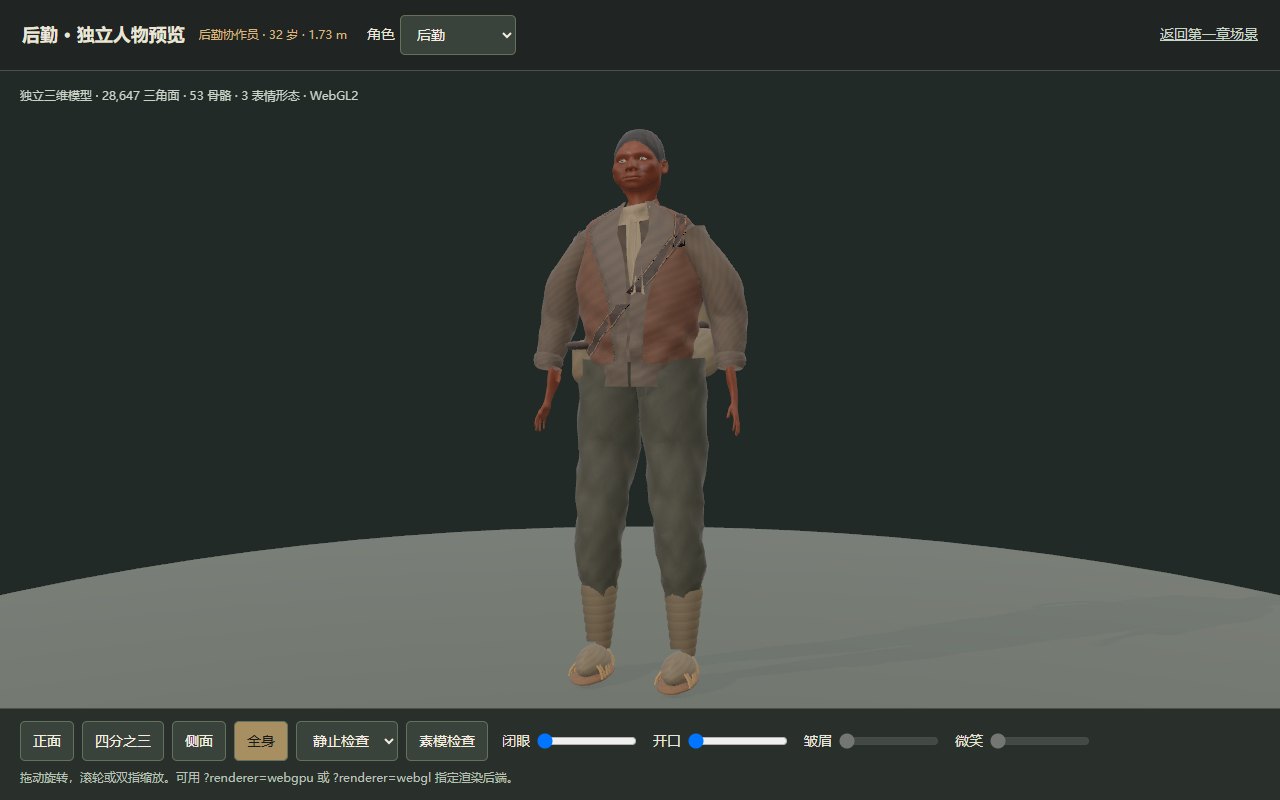 后勤 • 独立人物预览 后勤协作员 · 32 岁 · 1.73 m 角色 后勤 返回第一章场景
独立三维模型 · 28,647 三角面 · 53 骨骼 · 3 表情形态 · WebGL2
正面 四分之三 侧面 全身 静止检查 素模检查 闭眼 开口 皱眉 微笑
拖动旋转，滚轮或双指缩放。可用 ?renderer=webgpu 或 ?renderer=webgl 指定渲染后端。